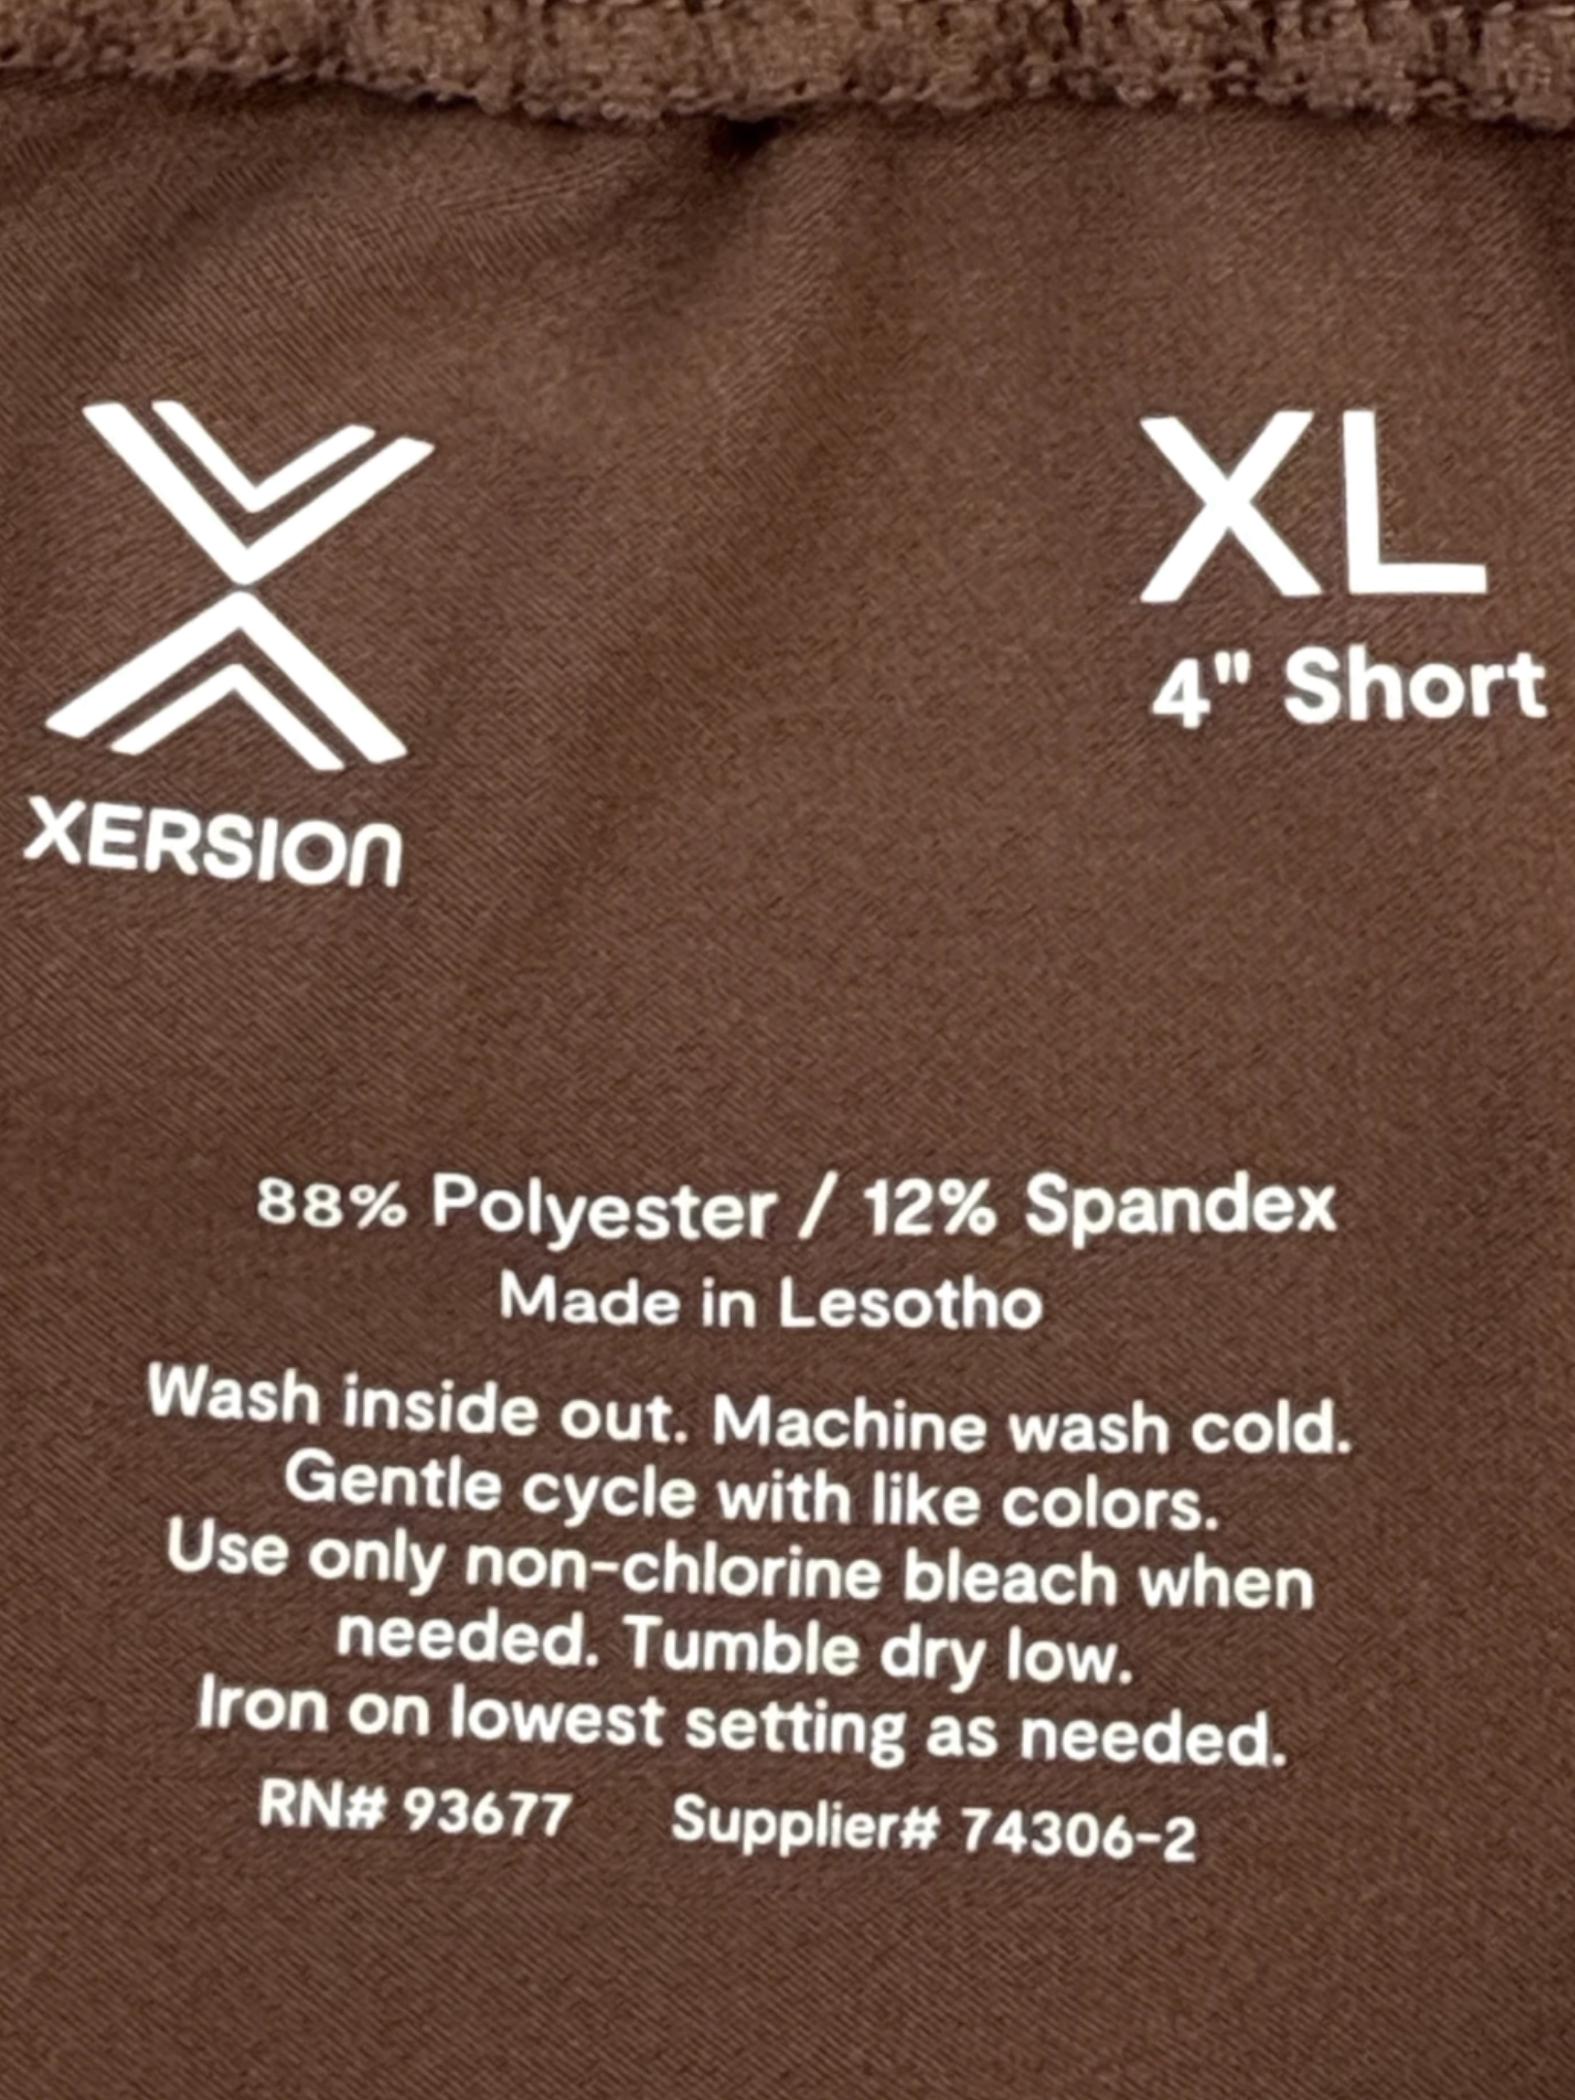 XERSION
XL
4" Short
88% Polyester / 12% Spandex
Made in Lesotho
Wash inside out. Machine wash cold.
Gentle cycle with like colors.
Use only non-chlorine bleach when
needed. Tumble dry low.
Iron on lowest setting as needed.
RN# 93677 Supplier# 74306-2